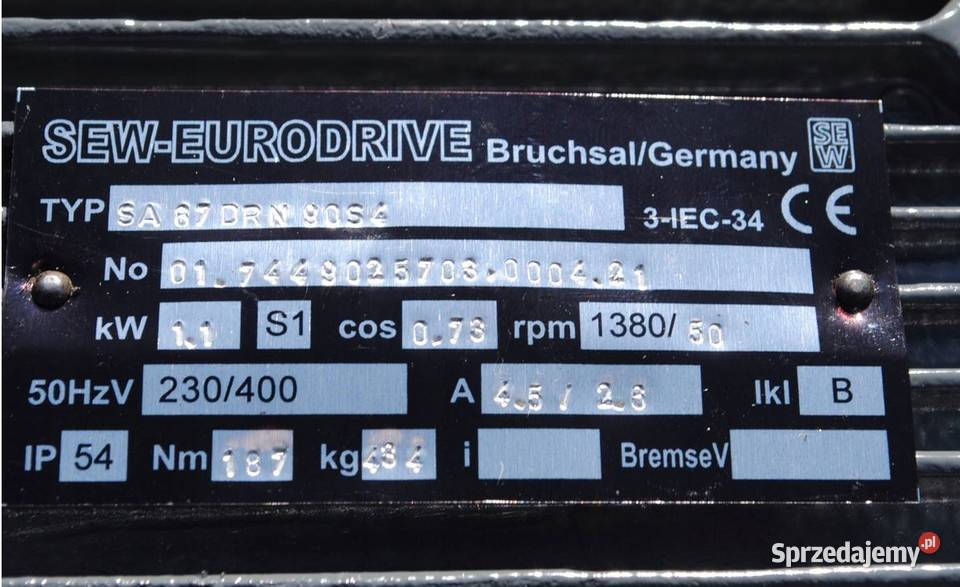 SEW-EURODRIVE Bruchsal/Germany SEW
TYP SA 67 DRN 90S4 3-IEC-34 CE
No 01.7449025703.0004.21
kW 1.1 S1 cos 0.73 rpm 1380/50
50HzV 230/400 A 4.5 / 2.6 Ikl B
IP 54 Nm 187 kg 434 i BremseV
Sprzedajemy.pl